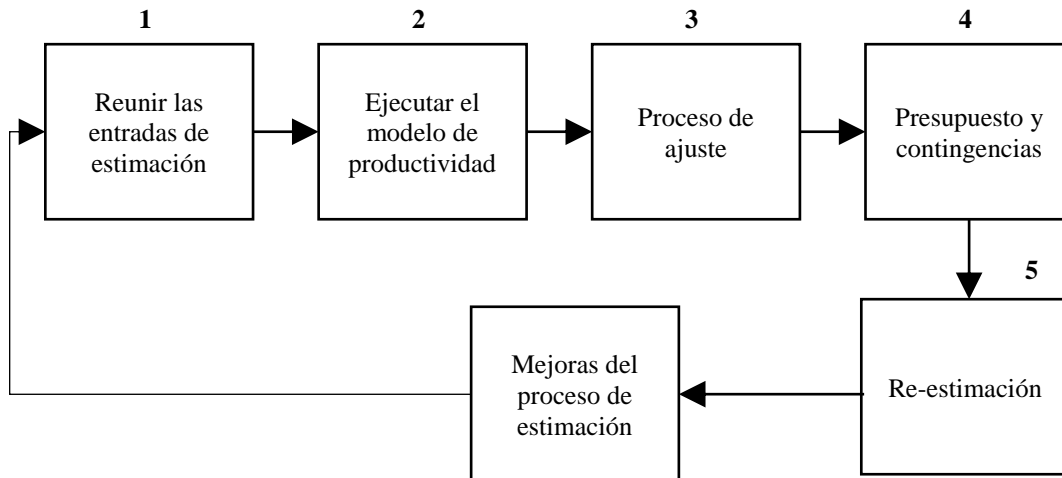 1
Reunir las
entradas de
estimación
2
Ejecutar el
modelo de
productividad
3
Proceso de
ajuste
4
Presupuesto y
contingencias
5
Re-estimación
Mejoras del
proceso de
estimación